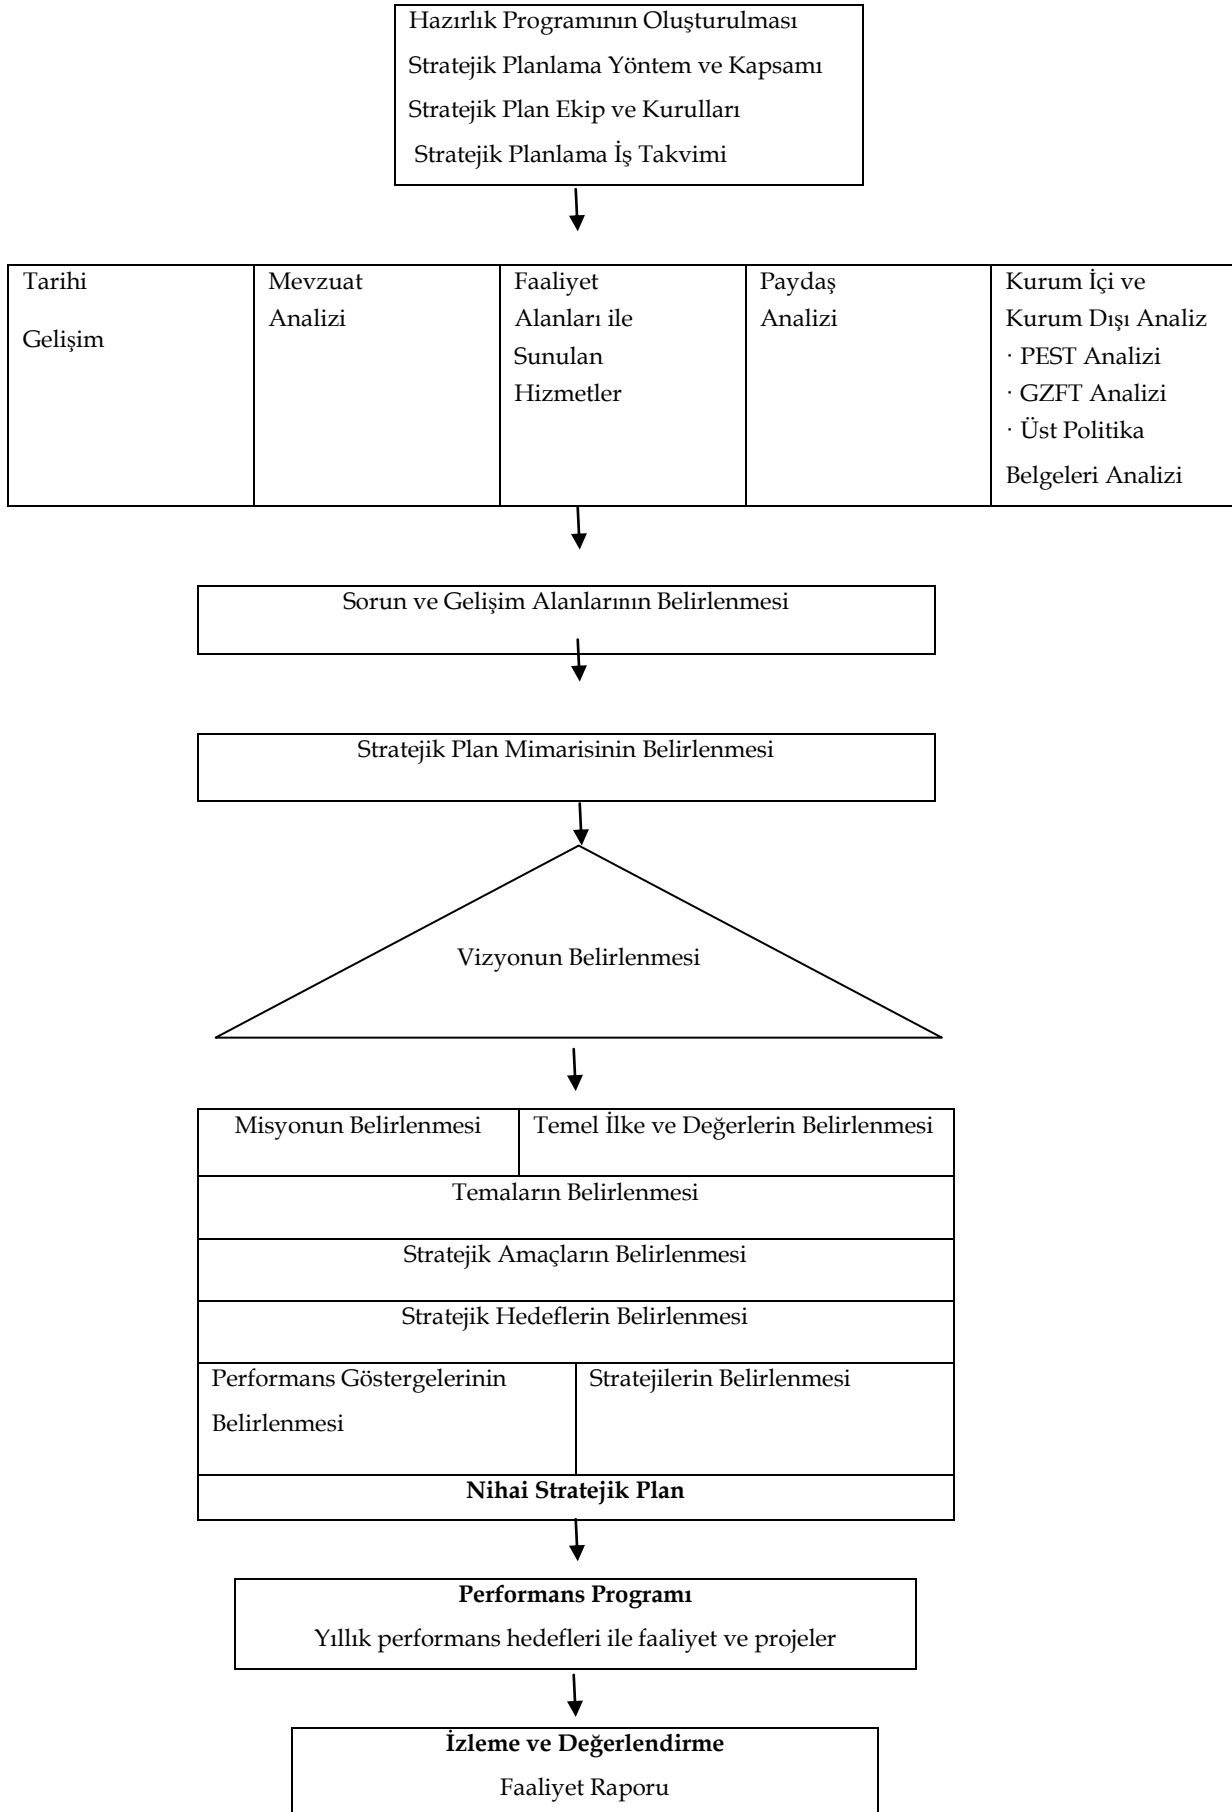 Hazırlık Programının Oluşturulması
Stratejik Planlama Yöntem ve Kapsamı
Stratejik Plan Ekip ve Kurulları
Stratejik Planlama İş Takvimi
Tarihi
Gelişim
Mevzuat
Analizi
Faaliyet
Alanları ile
Sunulan
Hizmetler
Paydaş
Analizi
Kurum İçi ve
Kurum Dışı Analiz
· PEST Analizi
· GZFT Analizi
· Üst Politika
Belgeleri Analizi
Sorun ve Gelişim Alanlarının Belirlenmesi
Stratejik Plan Mimarisinin Belirlenmesi
Vizyonun Belirlenmesi
Misyonun Belirlenmesi
Temel İlke ve Değerlerin Belirlenmesi
Temaların Belirlenmesi
Stratejik Amaçların Belirlenmesi
Stratejik Hedeflerin Belirlenmesi
Performans Göstergelerinin
Belirlenmesi
Stratejilerin Belirlenmesi
Nihai Stratejik Plan
Performans Programı
Yıllık performans hedefleri ile faaliyet ve projeler
İzleme ve Değerlendirme
Faaliyet Raporu